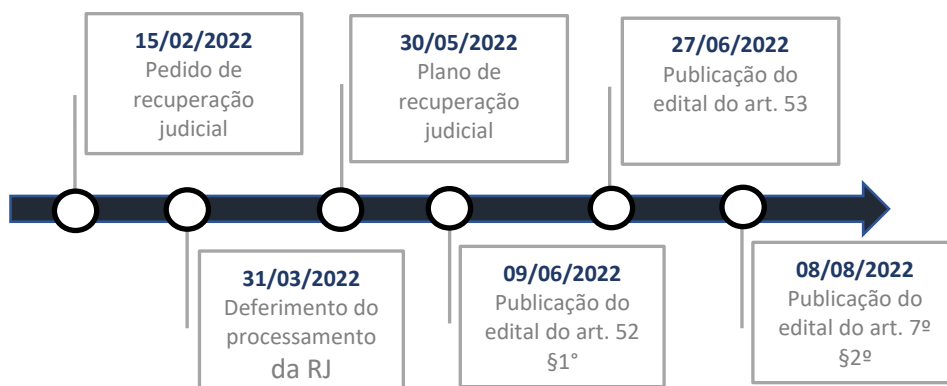 15/02/2022
Pedido de
recuperação
judicial
30/05/2022
Plano de
recuperação
judicial
27/06/2022
Publicação do
edital do art. 53
31/03/2022
Deferimento do
processamento
da RJ
09/06/2022
Publicação do
edital do art. 52
§1°
08/08/2022
Publicação do
edital do art. 7º
§2º